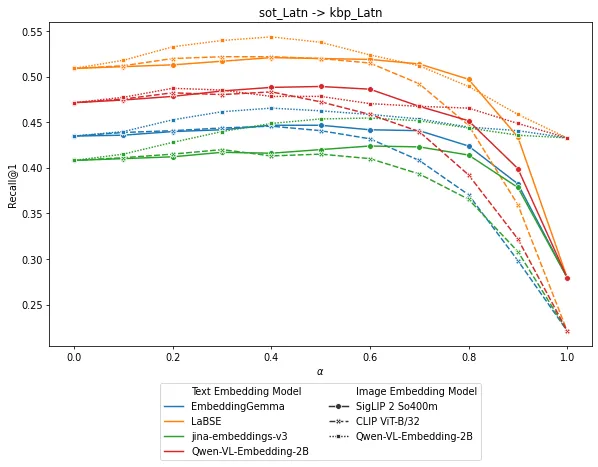 sot_Latn -> kbp_Latn
Recall@1
0.55
0.50
0.45
0.40
0.35
0.30
0.25
0.0 0.2 0.4 0.6 0.8 1.0
α
Text Embedding Model
EmbeddingGemma
LaBSE
jina-embeddings-v3
Qwen-VL-Embedding-2B
Image Embedding Model
SigLIP 2 So400m
CLIP ViT-B/32
Qwen-VL-Embedding-2B